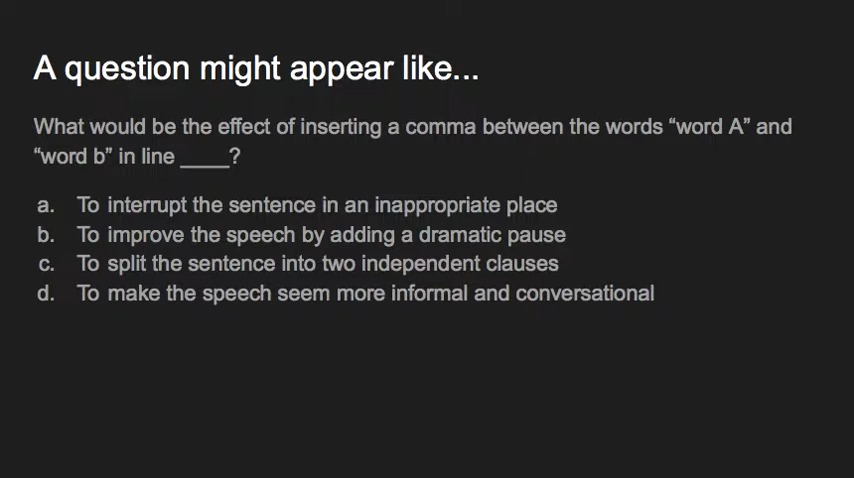 A question might appear like...
What would be the effect of inserting a comma between the words “word A” and
“word b” in line ____?
a. To interrupt the sentence in an inappropriate place
b. To improve the speech by adding a dramatic pause
c. To split the sentence into two independent clauses
d. To make the speech seem more informal and conversational